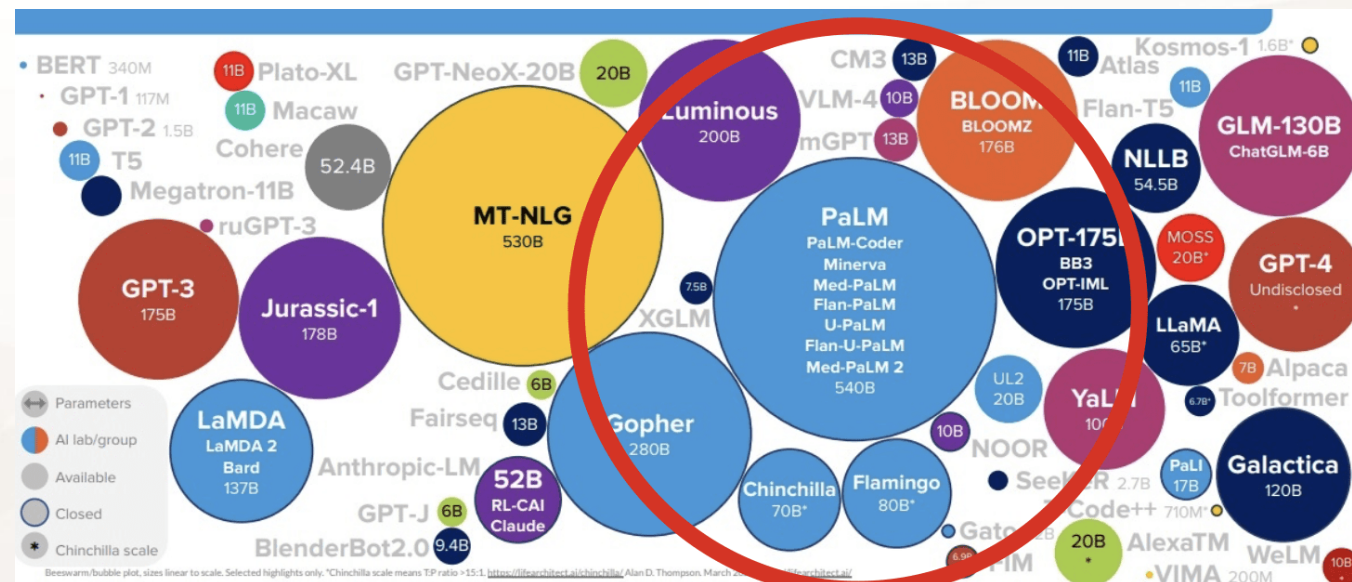 BERT 340M
GPT-1 117M
GPT-2 1.5B
11B T5
Megatron-11B
11B Plato-XL
11B Macaw
Cohere 52.4B
ruGPT-3
GPT-3
175B
Jurassic-1
178B
LaMDA
LaMDA 2
Bard
137B
GPT-NeoX-20B 20B
MT-NLG
530B
Cedille 6B
Fairseq 13B
Anthropic-LM
52B
RL-CAI
Claude
GPT-J 6B
BlenderBot2.0 9.4B
Luminous
200B
7.5B
XGLM
Gopher
280B
CM3 13B
VLM-4 10B
mGPT 13B
BLOOM
BLOOMZ
176B
PaLM
PaLM-Coder
Minerva
Med-PaLM
Flan-PaLM
U-PaLM
Flan-U-PaLM
Med-PaLM 2
540B
Chinchilla
70B*
Flamingo
80B*
11B Atlas
Kosmos-1 1.6B*
11B
Flan-T5
GLM-130B
ChatGLM-6B
NLLB
54.5B
OPT-175B
BB3
OPT-IML
175B
MOSS
20B*
GPT-4
Undisclosed
*
LLaMA
65B*
UL2
20B
YaLM
7B Alpaca
6.7B* Toolformer
10B
NOOR
SeeKeR 2.7B
PaLI
17B
Galactica
120B
Gato
FIM
Code++ 710M*
20B
*
AlexaTM
WeLM 10B
*
VIMA 200M
Parameters
AI lab/group
Available
Closed
* Chinchilla scale
Beeswarm/bubble plot, sizes linear to scale. Selected highlights only. *Chinchilla scale means T:P ratio >15:1. https://lifearchitect.ai/chinchilla/ Alan D. Thompson. March lifearchitect.ai/